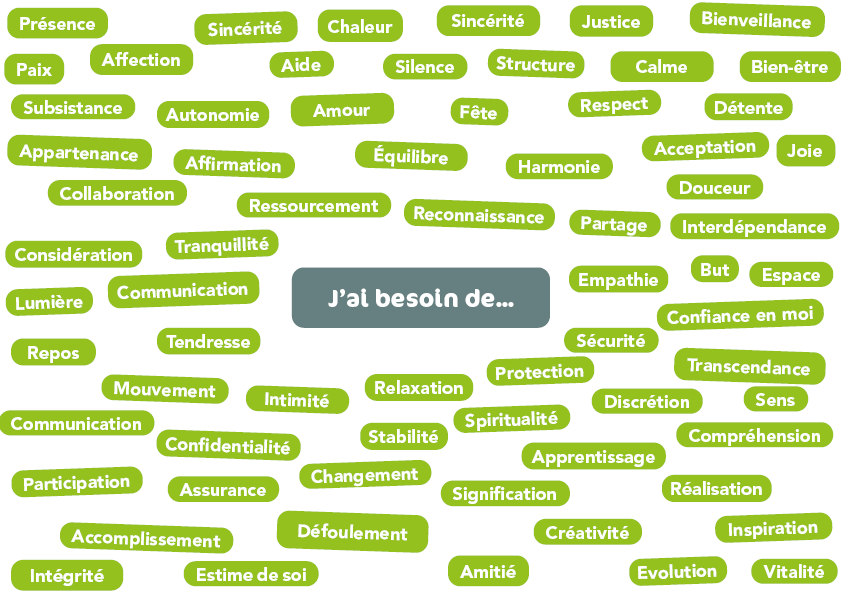 Présence
Sincérité
Chaleur
Sincérité
Justice
Bienveillance
Paix
Affection
Aide
Silence
Structure
Calme
Bien-être
Subsistance
Autonomie
Amour
Fête
Respect
Détente
Appartenance
Affirmation
Équilibre
Harmonie
Acceptation
Joie
Collaboration
Ressourcement
Reconnaissance
Partage
Douceur
Interdépendance
Considération
Tranquillité
Communication
J'ai besoin de...
Empathie
But
Espace
Lumière
Confiance en moi
Repos
Tendresse
Sécurité
Protection
Transcendance
Mouvement
Intimité
Relaxation
Discrétion
Sens
Communication
Confidentialité
Stabilité
Spiritualité
Compréhension
Apprentissage
Participation
Assurance
Changement
Signification
Réalisation
Accomplissement
Défoulement
Créativité
Inspiration
Intégrité
Estime de soi
Amitié
Evolution
Vitalité